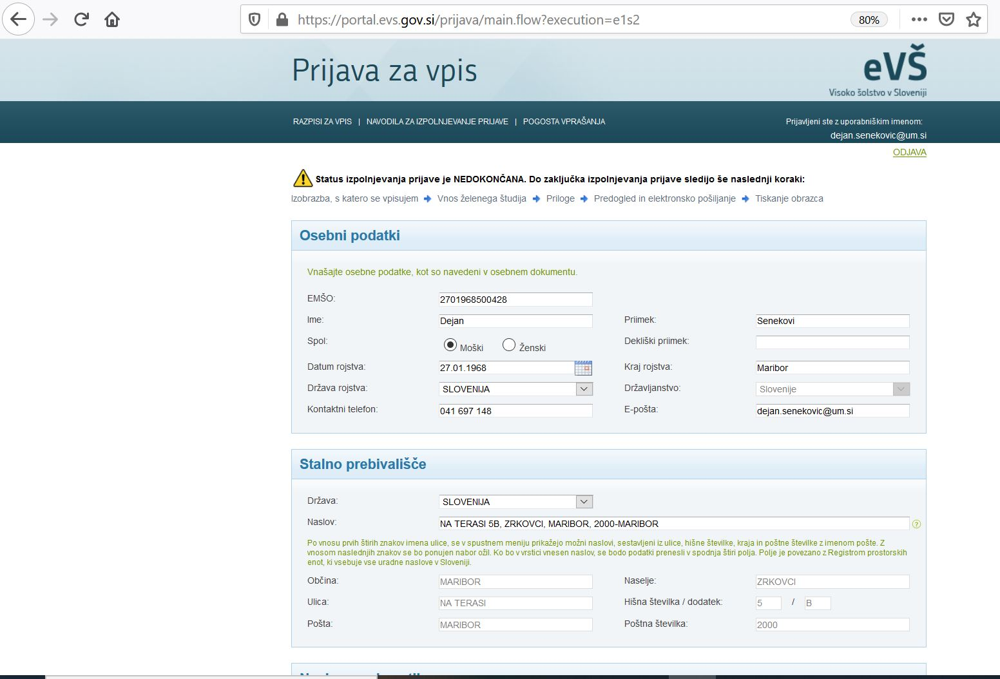 https://portal.evs.gov.si/prijava/main.flow?execution=e1s2
80%
Prijava za vpis
eVŠ
Visoko šolstvo v Sloveniji
RAZPISI ZA VPIS | NAVODILA ZA IZPOLNJEVANJE PRIJAVE | POGOSTA VPRAŠANJA
Prijavljeni ste z uporabniškim imenom:
dejan.senekovic@um.si
ODJAVA
Status izpolnjevanja prijave je NEDOKONČANA. Do zaključka izpolnjevanja prijave sledijo še naslednji koraki:
Izobrazba, s katero se vpisujem Vnos želenega študija Priloge Predogled in elektronsko pošiljanje Tiskanje obrazca
Osebni podatki
Vnašajte osebne podatke, kot so navedeni v osebnem dokumentu.
EMŠO: 2701968500428
Ime: Dejan Priimek: Senekovi
Spol: Moški Ženski Dekliški priimek:
Datum rojstva: 27.01.1968 Kraj rojstva: Maribor
Država rojstva: SLOVENIJA Državljanstvo: Slovenije
Kontaktni telefon: 041 697 148 E-pošta: dejan.senekovic@um.si
Stalno prebivališče
Država: SLOVENIJA
Naslov: NA TERASI 5B, ZRKOVCI, MARIBOR, 2000-MARIBOR
Po vnosu prvih štirih znakov imena ulice, se v spustnem meniju prikažejo možni naslovi, sestavljeni iz ulice, hišne številke, kraja in poštne številke z imenom pošte. Z
vnosom naslednjih znakov se bo ponujen nabor ožil. Ko bo v vrstici vnesen naslov, se bodo podatki prenesli v spodnja štiri polja. Polje je povezano z Registrom prostorskih
enot, ki vsebuje vse uradne naslove v Sloveniji.
Občina: MARIBOR Naselje: ZRKOVCI
Ulica: NA TERASI Hišna številka / dodatek: 5 / B
Pošta: MARIBOR Poštna številka: 2000